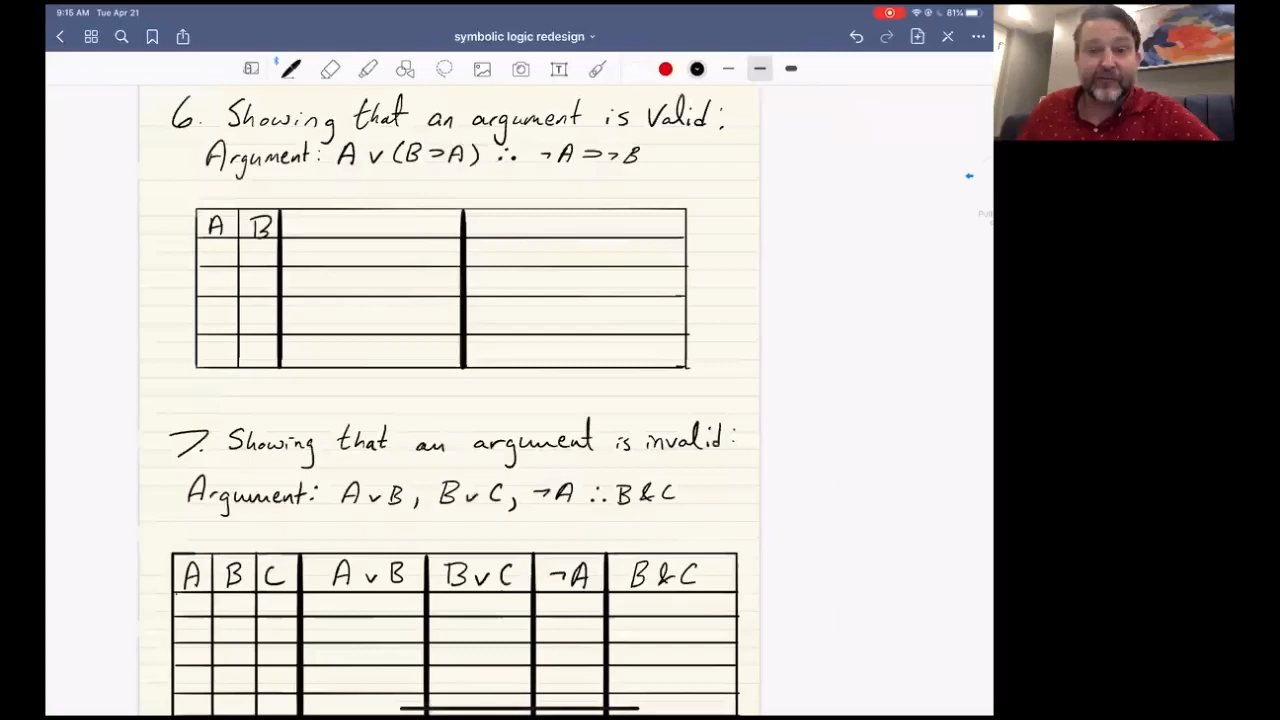 9:15 AM Tue Apr 21
81%
symbolic logic redesign
6. Showing that an argument is Valid:
Argument: A ∨ (B ⊃ A) ∴ ¬A ⊃ ¬B
A B
7. Showing that an argument is invalid:
Argument: A ∨ B, B ∨ C, ¬A ∴ B & C
A B C A ∨ B B ∨ C ¬A B & C